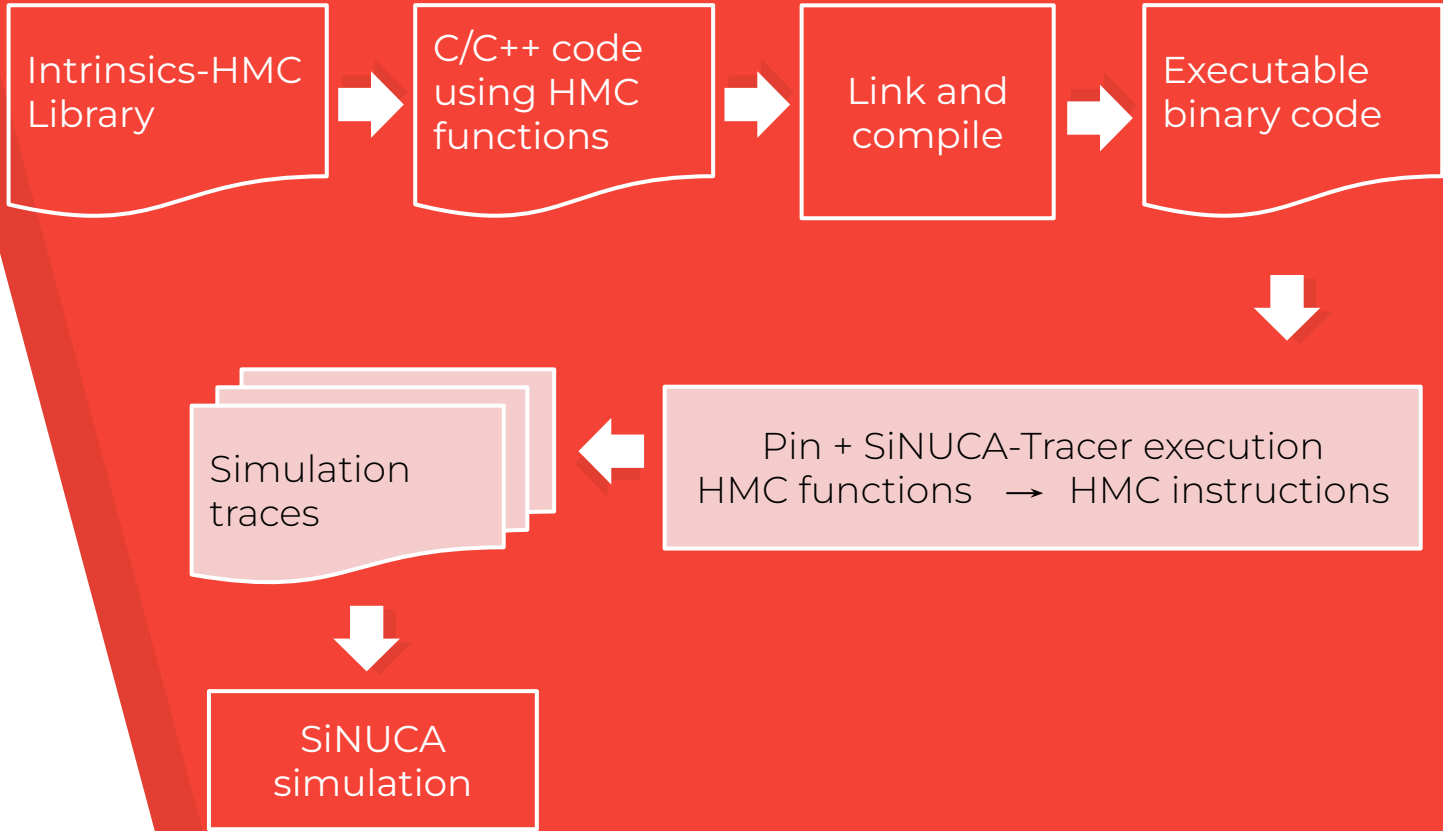 Intrinsics-HMC
Library
C/C++ code
using HMC
functions
Link and
compile
Executable
binary code
Pin + SiNUCA-Tracer execution
HMC functions → HMC instructions
Simulation
traces
SiNUCA
simulation